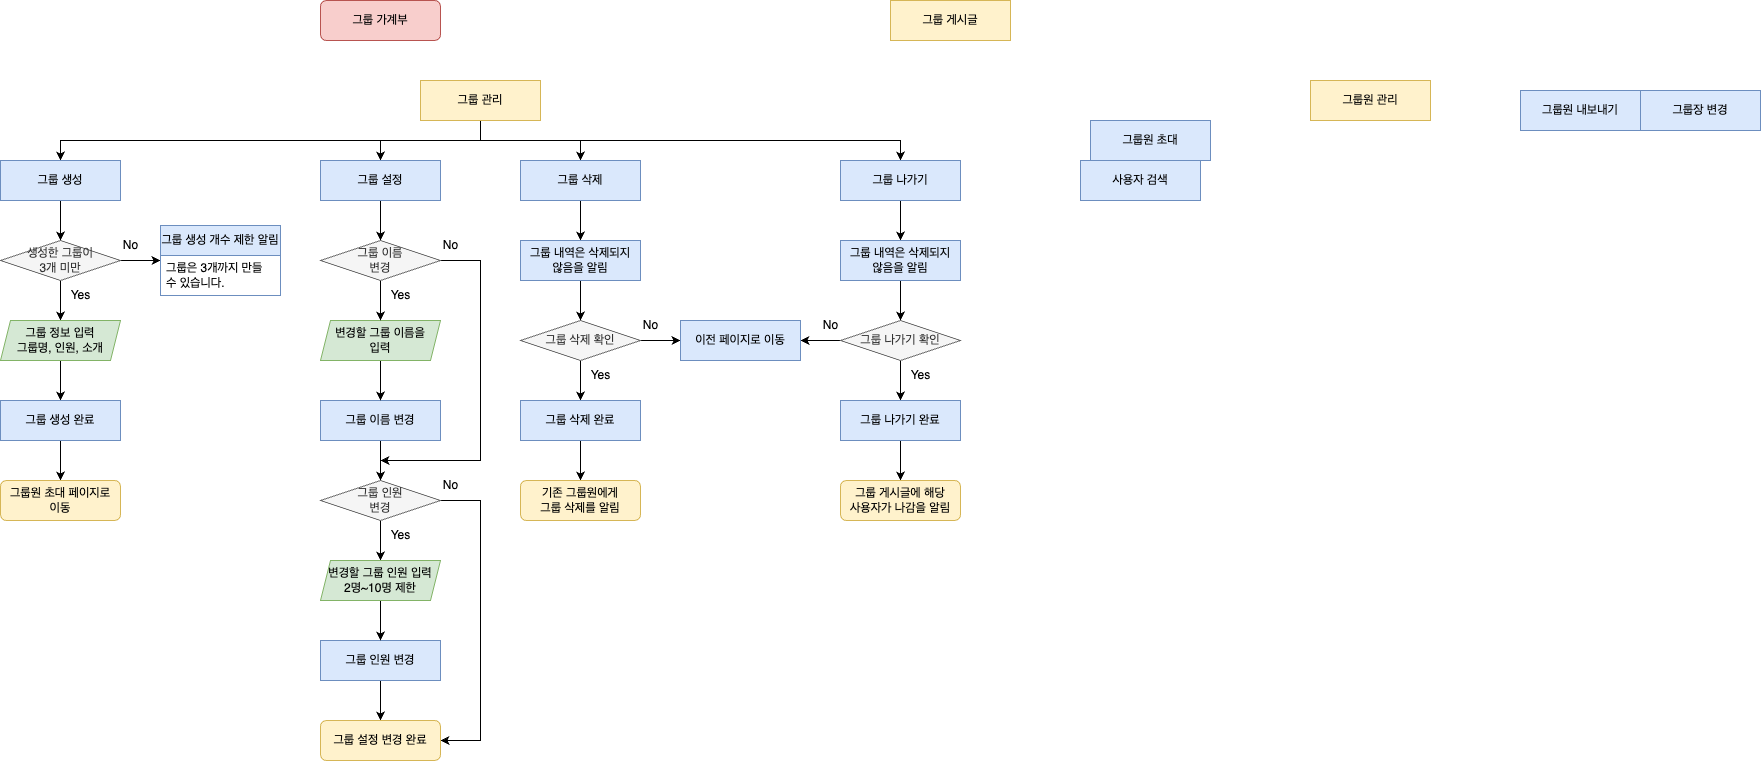 그룹 가계부
그룹 게시글
그룹 관리
그룹원 관리
그룹원 내보내기
그룹장 변경
그룹원 초대
사용자 검색
그룹 생성
그룹 설정
그룹 삭제
그룹 나가기
생성한 그룹이
3개 미만
No
그룹 생성 개수 제한 알림
그룹은 3개까지 만들
수 있습니다.
Yes
그룹 정보 입력
그룹명, 인원, 소개
그룹 생성 완료
그룹원 초대 페이지로
이동
그룹 이름
변경
No
Yes
변경할 그룹 이름을
입력
그룹 이름 변경
그룹 인원
변경
No
Yes
변경할 그룹 인원 입력
2명~10명 제한
그룹 인원 변경
그룹 설정 변경 완료
그룹 내역은 삭제되지
않음을 알림
그룹 삭제 확인
No
이전 페이지로 이동
Yes
그룹 삭제 완료
기존 그룹원에게
그룹 삭제를 알림
그룹 내역은 삭제되지
않음을 알림
No
그룹 나가기 확인
Yes
그룹 나가기 완료
그룹 게시글에 해당
사용자가 나감을 알림